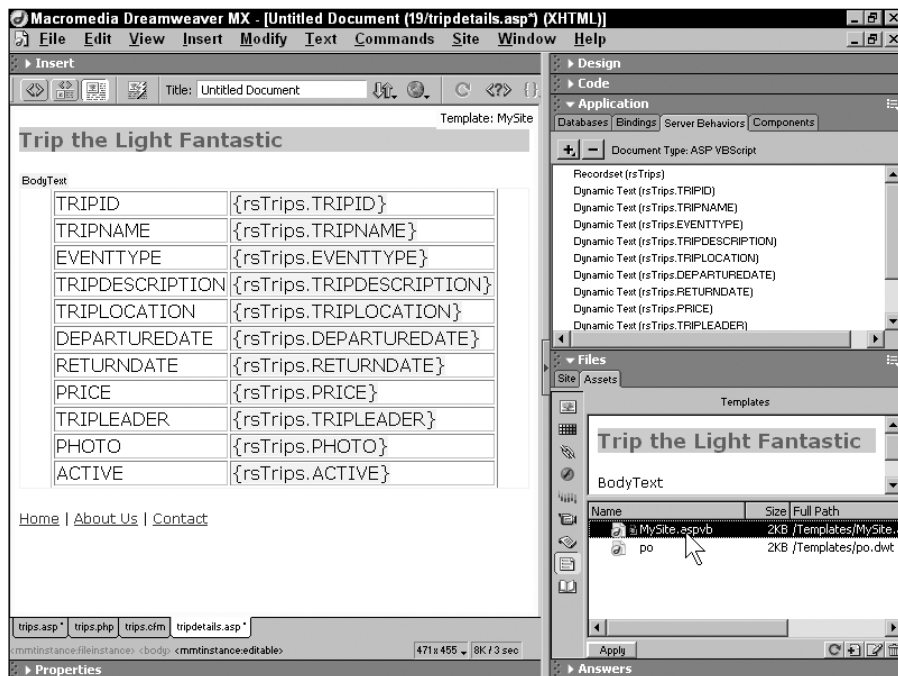 Macromedia Dreamweaver MX - [Untitled Document (19/tripdetails.asp*) (XHTML)]
File Edit View Insert Modify Text Commands Site Window Help
Insert
Title: Untitled Document
Template: MySite
Trip the Light Fantastic
BodyText
TRIPID {rsTrips.TRIPID}
TRIPNAME {rsTrips.TRIPNAME}
EVENTTYPE {rsTrips.EVENTTYPE}
TRIPDESCRIPTION {rsTrips.TRIPDESCRIPTION}
TRIPLOCATION {rsTrips.TRIPLOCATION}
DEPARTUREDATE {rsTrips.DEPARTUREDATE}
RETURNDATE {rsTrips.RETURNDATE}
PRICE {rsTrips.PRICE}
TRIPLEADER {rsTrips.TRIPLEADER}
PHOTO {rsTrips.PHOTO}
ACTIVE {rsTrips.ACTIVE}
Home | About Us | Contact
trips.asp* trips.php trips.cfm tripdetails.asp*
<mmtinstance:fileinstance> <body> <mmtinstance:editable> 471 x 455 8K / 3 sec
Properties
Design
Code
Application
Databases Bindings Server Behaviors Components
Document Type: ASP VBScript
Recordset (rsTrips)
Dynamic Text (rsTrips.TRIPID)
Dynamic Text (rsTrips.TRIPNAME)
Dynamic Text (rsTrips.EVENTTYPE)
Dynamic Text (rsTrips.TRIPDESCRIPTION)
Dynamic Text (rsTrips.TRIPLOCATION)
Dynamic Text (rsTrips.DEPARTUREDATE)
Dynamic Text (rsTrips.RETURNDATE)
Dynamic Text (rsTrips.PRICE)
Dynamic Text (rsTrips.TRIPLEADER)
Files
Site Assets
Templates
Trip the Light Fantastic
BodyText
Name Size Full Path
MySite.aspvb 2KB /Templates/MySite.
po 2KB /Templates/po.dwt
Apply
Answers